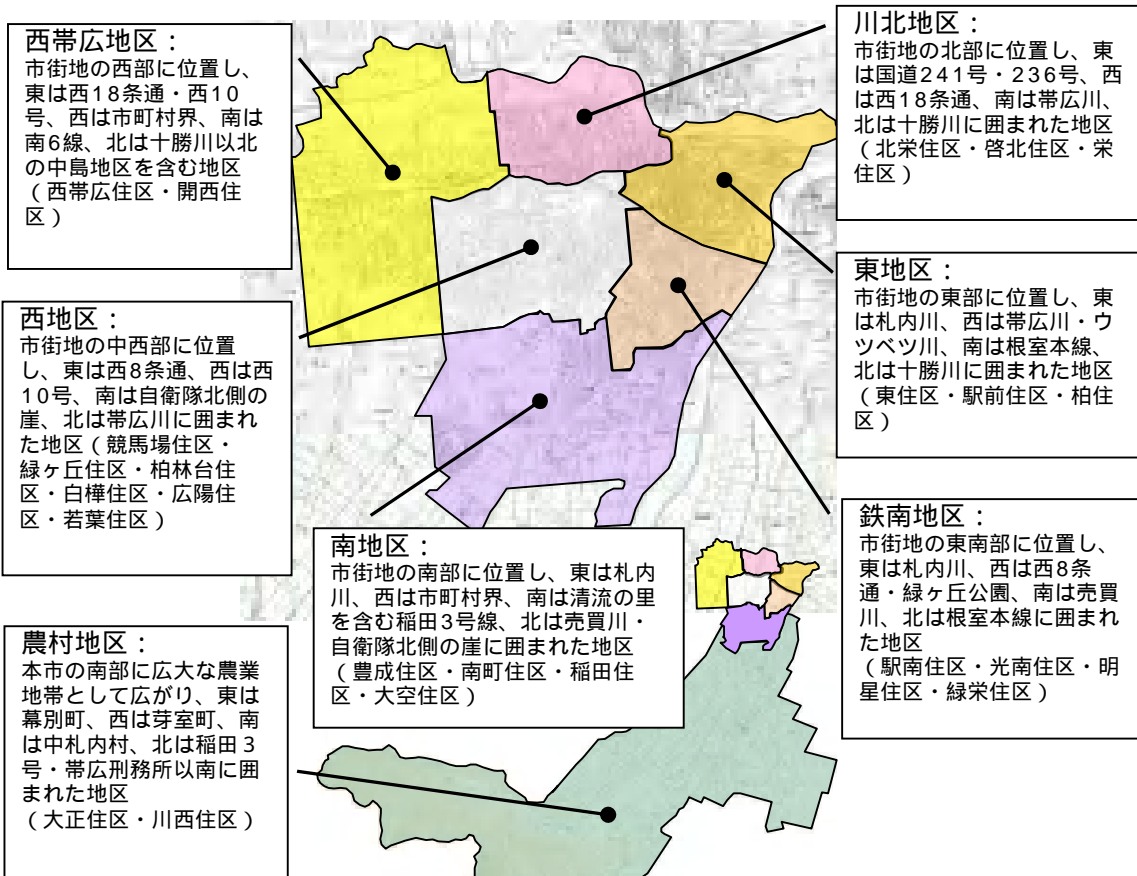 西帯広地区：
市街地の西部に位置し、
東は西18条通・西10
号、西は市町村界、南は
南6線、北は十勝川以北
の中島地区を含む地区
（西帯広住区・開西住
区）
川北地区：
市街地の北部に位置し、東
は国道241号・236号、西
は西18条通、南は帯広川、
北は十勝川に囲まれた地区
（北栄住区・啓北住区・栄
住区）
西地区：
市街地の中西部に位置
し、東は西8条通、西は西
10号、南は自衛隊北側の
崖、北は帯広川に囲まれ
た地区（競馬場住区・
緑ヶ丘住区・柏林台住
区・白樺住区・広陽住
区・若葉住区）
東地区：
市街地の東部に位置し、東
は札内川、西は帯広川・ウ
ツベツ川、南は根室本線、
北は十勝川に囲まれた地区
（東住区・駅前住区・柏住
区）
南地区：
市街地の南部に位置し、東は札内
川、西は市町村界、南は清流の里
を含む稲田3号線、北は売買川・
自衛隊北側の崖に囲まれた地区
（豊成住区・南町住区・稲田住
区・大空住区）
鉄南地区：
市街地の東南部に位置し、
東は札内川、西は西8条
通・緑ヶ丘公園、南は売買
川、北は根室本線に囲まれ
た地区
（駅南住区・光南住区・明
星住区・緑栄住区）
農村地区：
本市の南部に広大な農業
地帯として広がり、東は
幕別町、西は芽室町、南
は中札内村、北は稲田3
号・帯広刑務所以南に囲
まれた地区
（大正住区・川西住区）